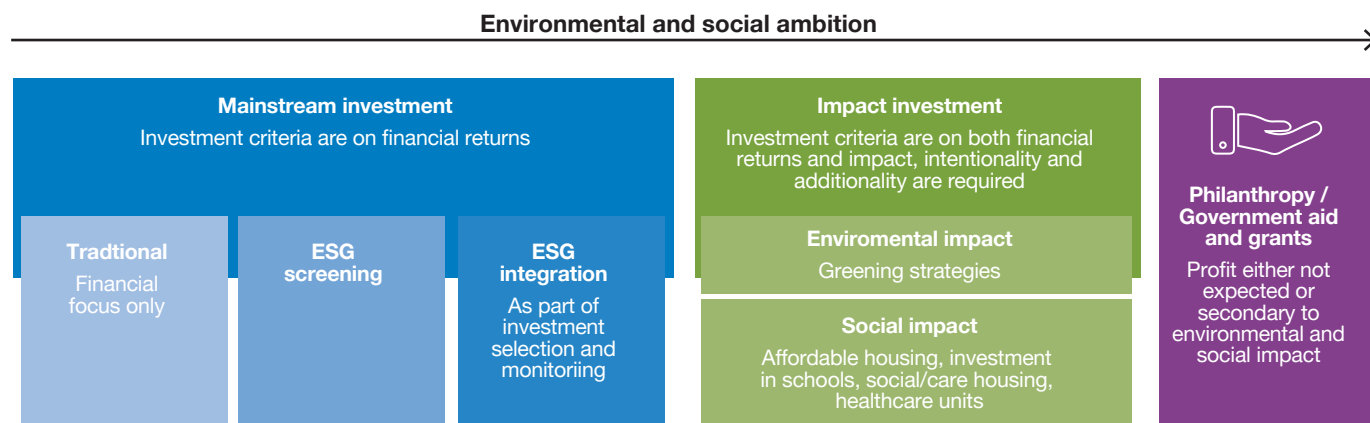 Environmental and social ambition
Mainstream investment
Investment criteria are on financial returns
Tradtional
Financial
focus only
ESG
screening
ESG
integration
As part of
investment
selection and
monitoriing
Impact investment
Investment criteria are on both financial
returns and impact, intentionality and
additionality are required
Enviromental impact
Greening strategies
Social impact
Affordable housing, investment
in schools, social/care housing,
healthcare units
Philanthropy /
Government aid
and grants
Profit either not
expected or
secondary to
environmental and
social impact